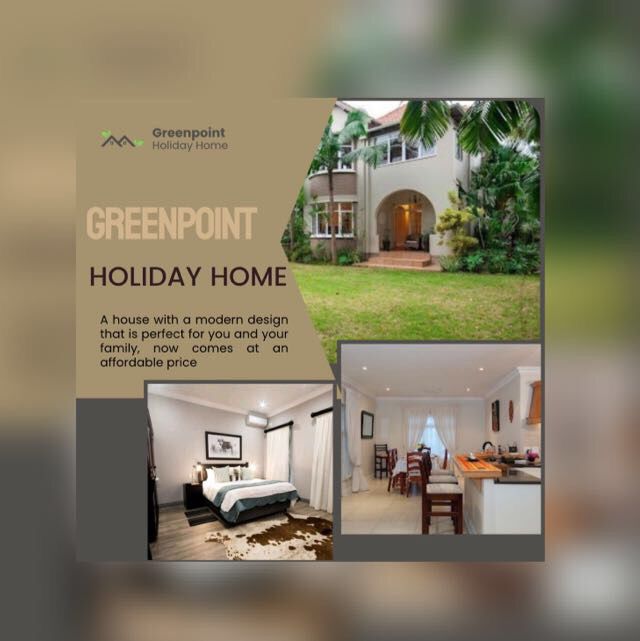 Greenpoint
Holiday Home
GREENPOINT
HOLIDAY HOME
A house with a modern design
that is perfect for you and your
family, now comes at an
affordable price